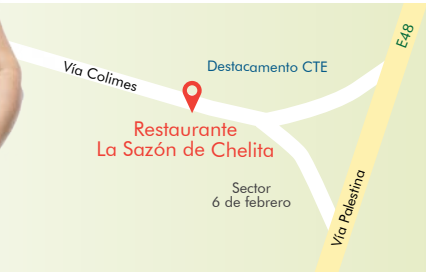 E48
Destacamento CTE
Vía Colimes
Restaurante
La Sazón de Chelita
Sector
6 de febrero
Vía Palestina